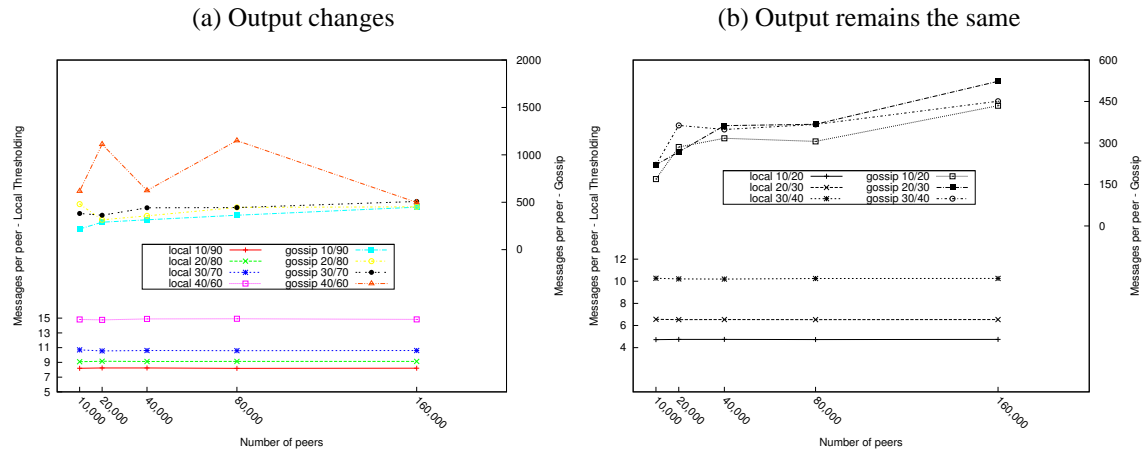 (a) Output changes
Messages per peer - Local Thresholding
15
13
11
9
7
5
2000
1500
1000
500
0
Messages per peer - Gossip
local 10/90 gossip 10/90
local 20/80 gossip 20/80
local 30/70 gossip 30/70
local 40/60 gossip 40/60
10,000
20,000
40,000
80,000
160,000
Number of peers
(b) Output remains the same
Messages per peer - Local Thresholding
12
10
8
6
4
600
450
300
150
0
Messages per peer - Gossip
local 10/20 gossip 10/20
local 20/30 gossip 20/30
local 30/40 gossip 30/40
10,000
20,000
40,000
80,000
160,000
Number of peers